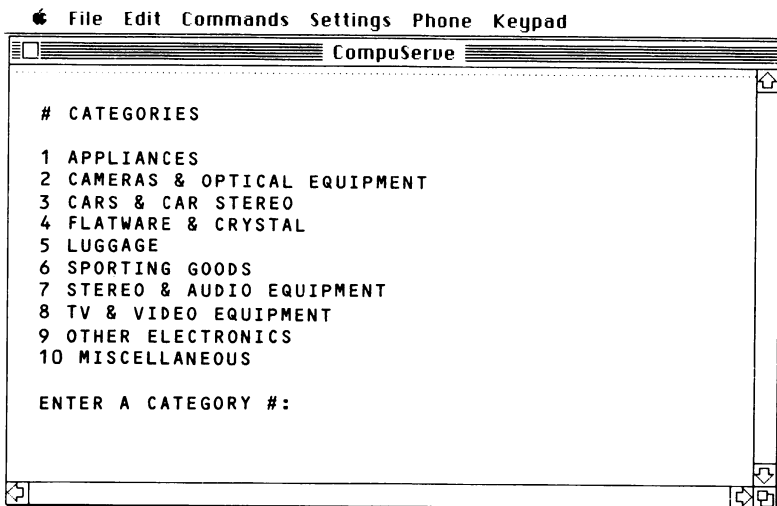 File Edit Commands Settings Phone Keypad
CompuServe
# CATEGORIES
1 APPLIANCES
2 CAMERAS & OPTICAL EQUIPMENT
3 CARS & CAR STEREO
4 FLATWARE & CRYSTAL
5 LUGGAGE
6 SPORTING GOODS
7 STEREO & AUDIO EQUIPMENT
8 TV & VIDEO EQUIPMENT
9 OTHER ELECTRONICS
10 MISCELLANEOUS
ENTER A CATEGORY #: